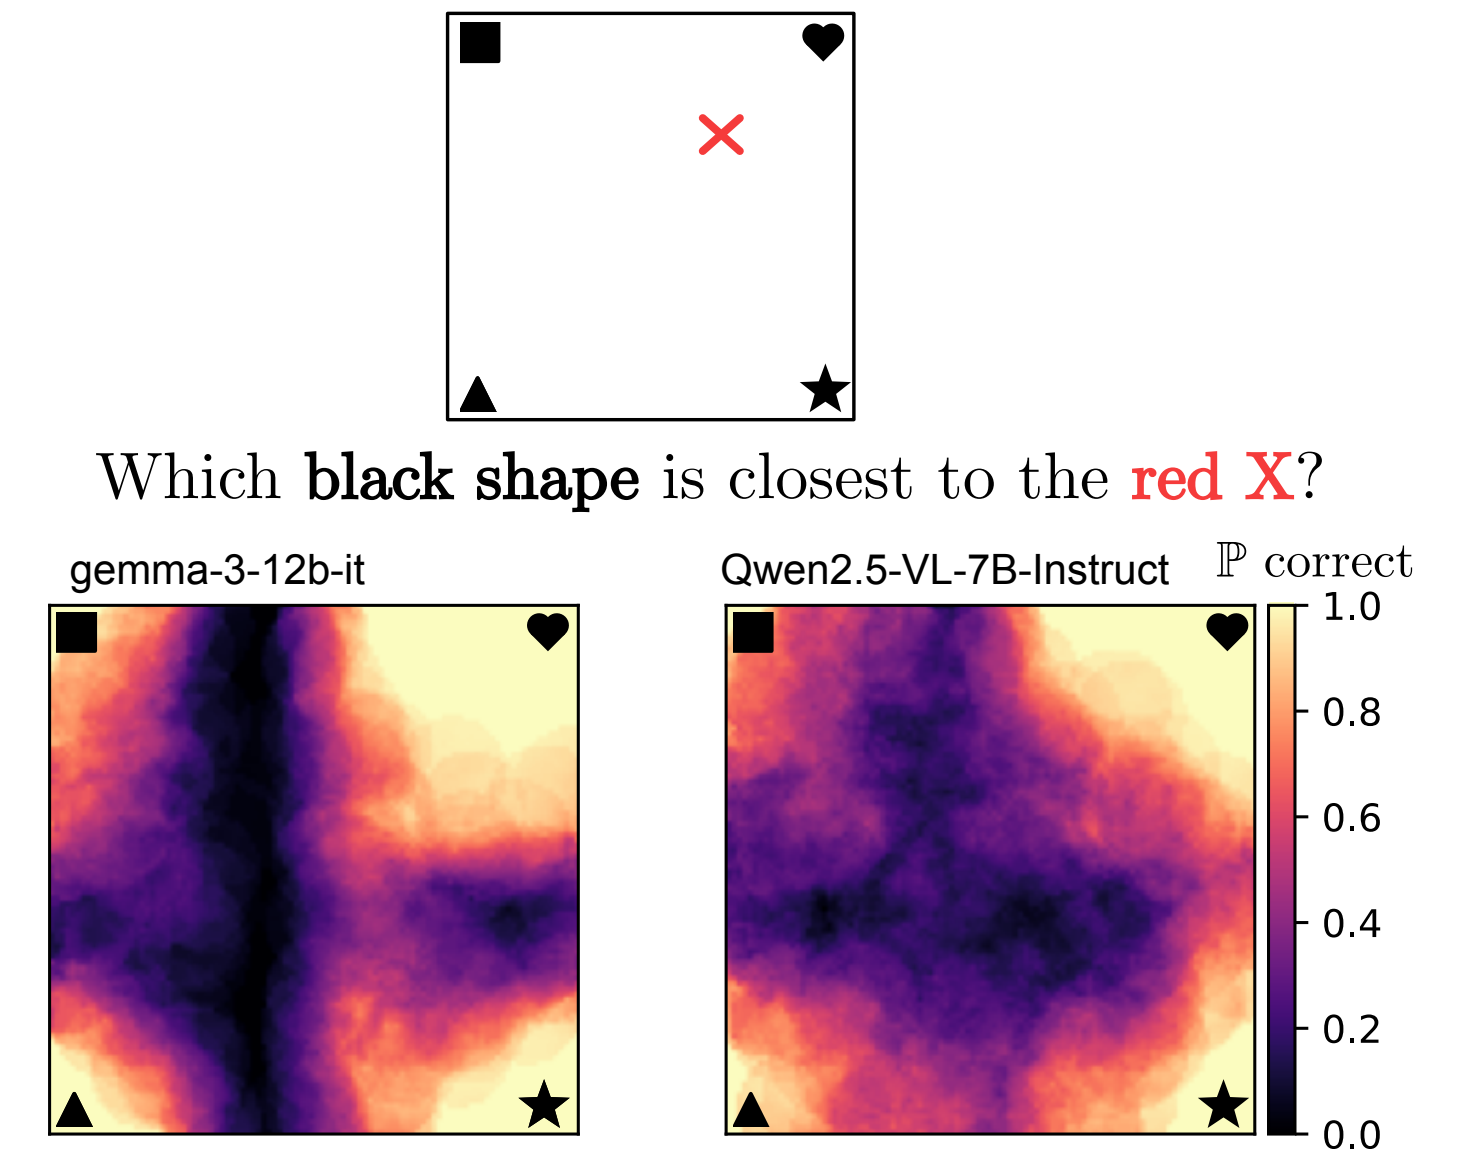 Which black shape is closest to the red X?
gemma-3-12b-it
Qwen2.5-VL-7B-Instruct
ℙ correct
1.0
0.8
0.6
0.4
0.2
0.0